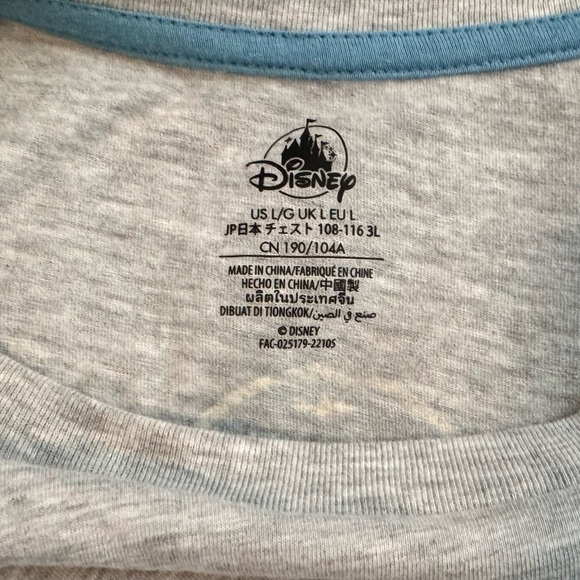 Disney
US L/G UK L EU L
JP日本 チェスト 108-116 3L
CN 190/104A
MADE IN CHINA/FABRIQUÉ EN CHINE
HECHO EN CHINA/中國製
ผลิตในประเทศจีน
DIBUAT DI TIONGKOK/صنع في الصين
© DISNEY
FAC-025179-22105